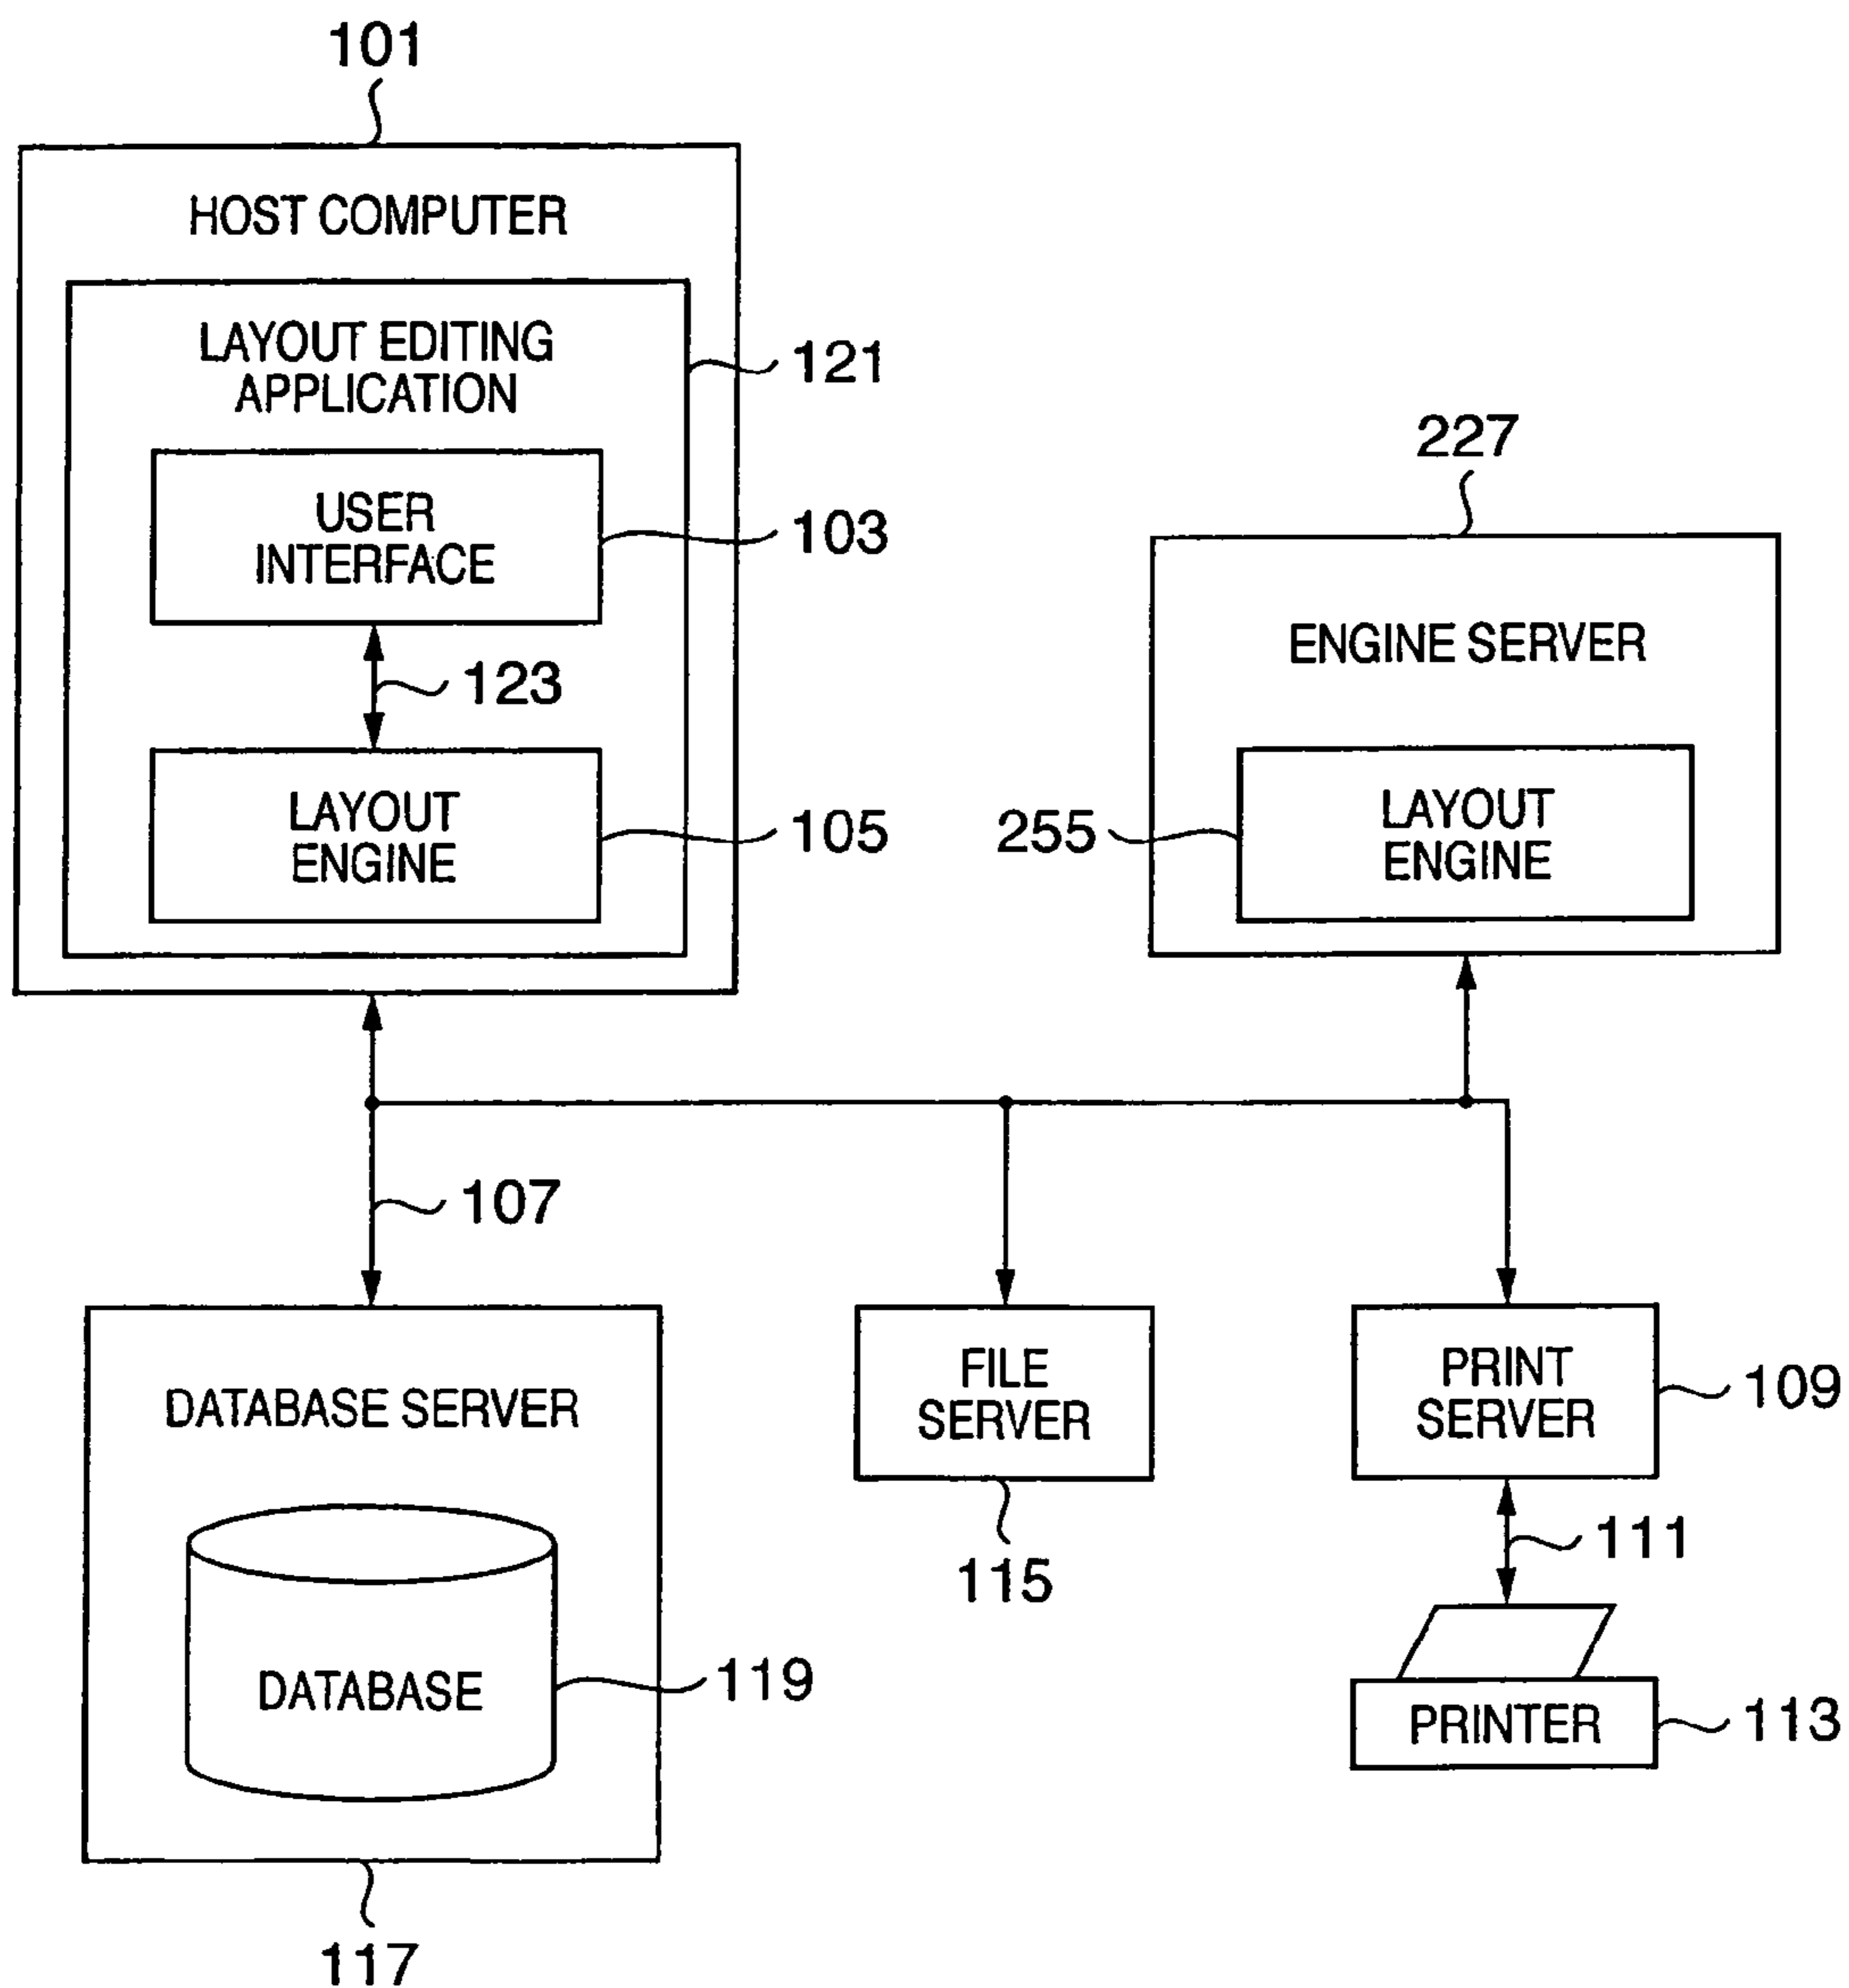 101
HOST COMPUTER
LAYOUT EDITING
APPLICATION
121
USER
INTERFACE
103
123
LAYOUT
ENGINE
105
227
ENGINE SERVER
255
LAYOUT
ENGINE
107
DATABASE SERVER
DATABASE
119
117
FILE
SERVER
115
PRINT
SERVER
109
111
PRINTER
113